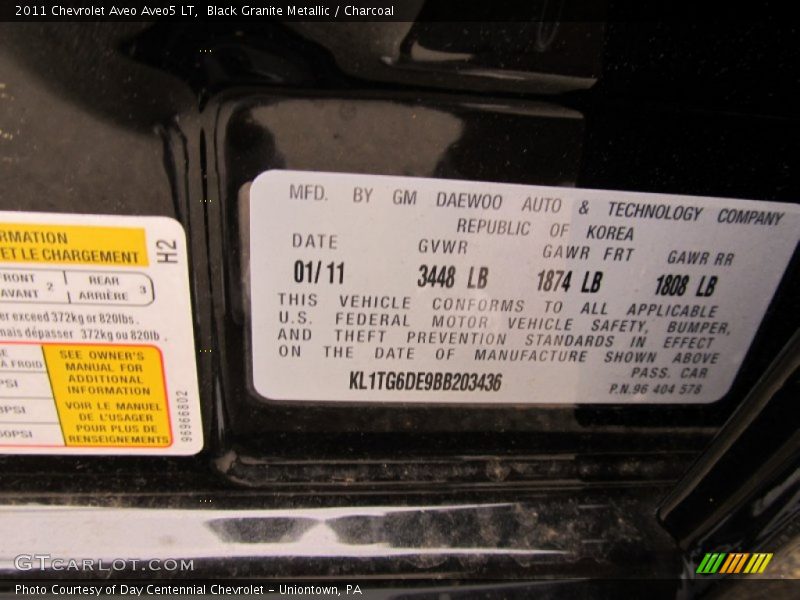 2011 Chevrolet Aveo Aveo5 LT, Black Granite Metallic / Charcoal
RMATION
ET LE CHARGEMENT
H2
FRONT
AVANT 2
REAR
ARRIÈRE 3
er exceed 372kg or 820lbs.
mais dépasser 372kg ou 820lb.
SEE OWNER'S
MANUAL FOR
ADDITIONAL
INFORMATION
VOIR LE MANUEL
DE L'USAGER
POUR PLUS DE
RENSEIGNEMENTS
96966802
MFD. BY GM DAEWOO AUTO & TECHNOLOGY COMPANY
REPUBLIC OF KOREA
DATE GVWR GAWR FRT GAWR RR
01/11 3448 LB 1874 LB 1808 LB
THIS VEHICLE CONFORMS TO ALL APPLICABLE
U.S. FEDERAL MOTOR VEHICLE SAFETY, BUMPER,
AND THEFT PREVENTION STANDARDS IN EFFECT
ON THE DATE OF MANUFACTURE SHOWN ABOVE
PASS. CAR
KL1TG6DE9BB203436
P.N.96 404 578
GTCARLOT.COM
Photo Courtesy of Day Centennial Chevrolet - Uniontown, PA